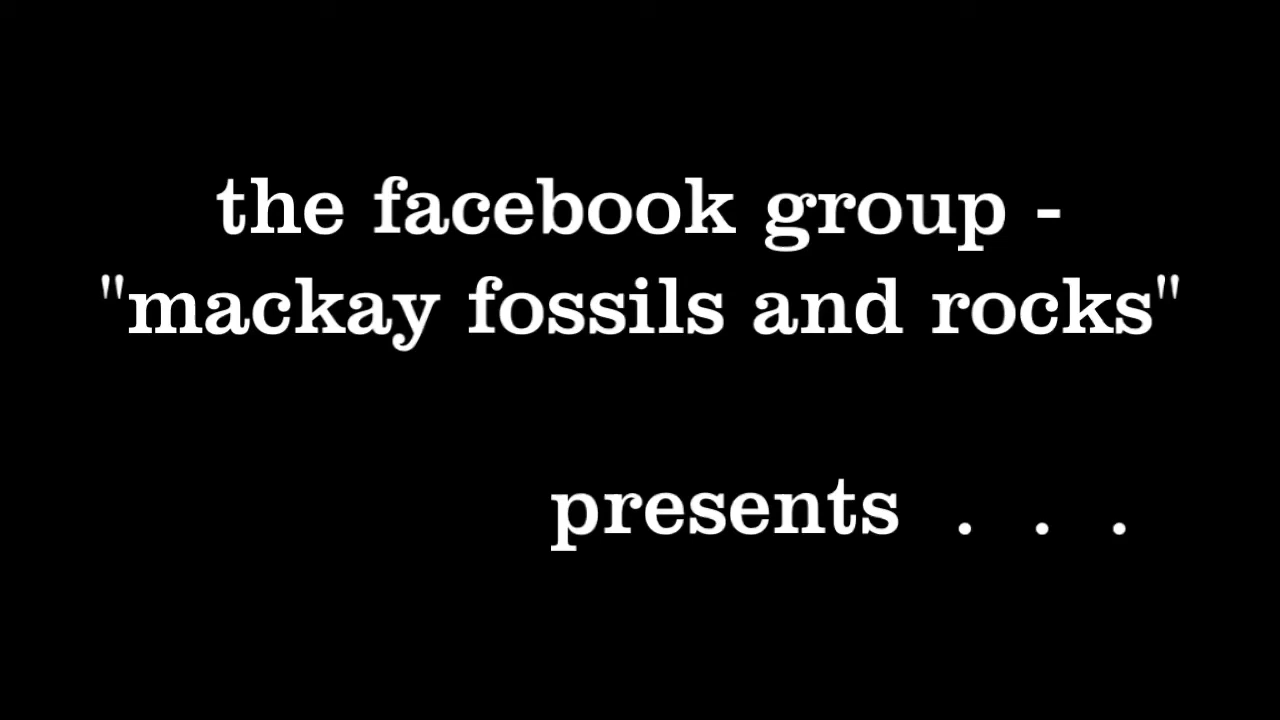 the facebook group -
"mackay fossils and rocks"
presents . . .